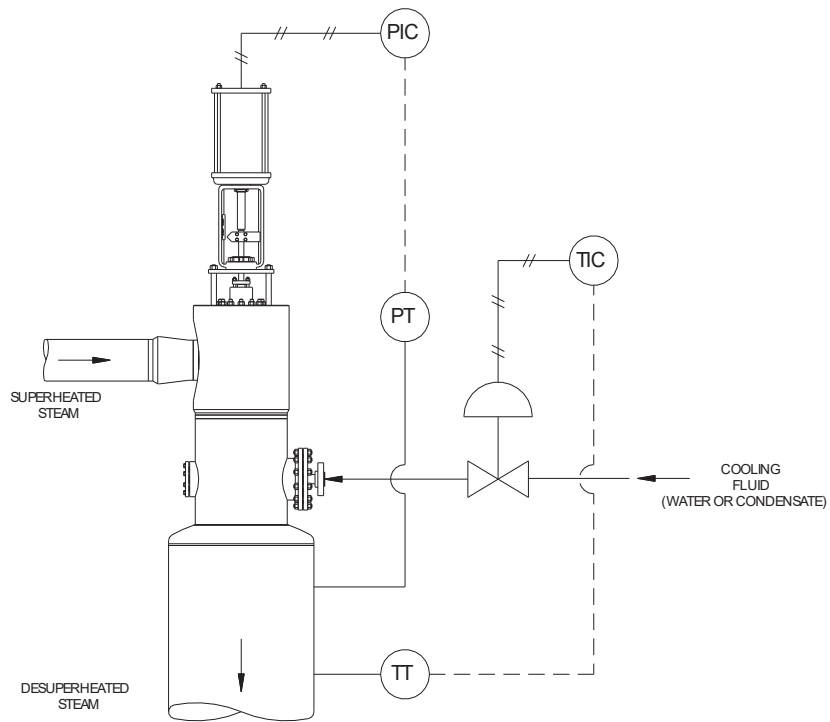 PIC
TIC
PT
SUPERHEATED
STEAM
COOLING
FLUID
(WATER OR CONDENSATE)
TT
DESUPERHEATED
STEAM